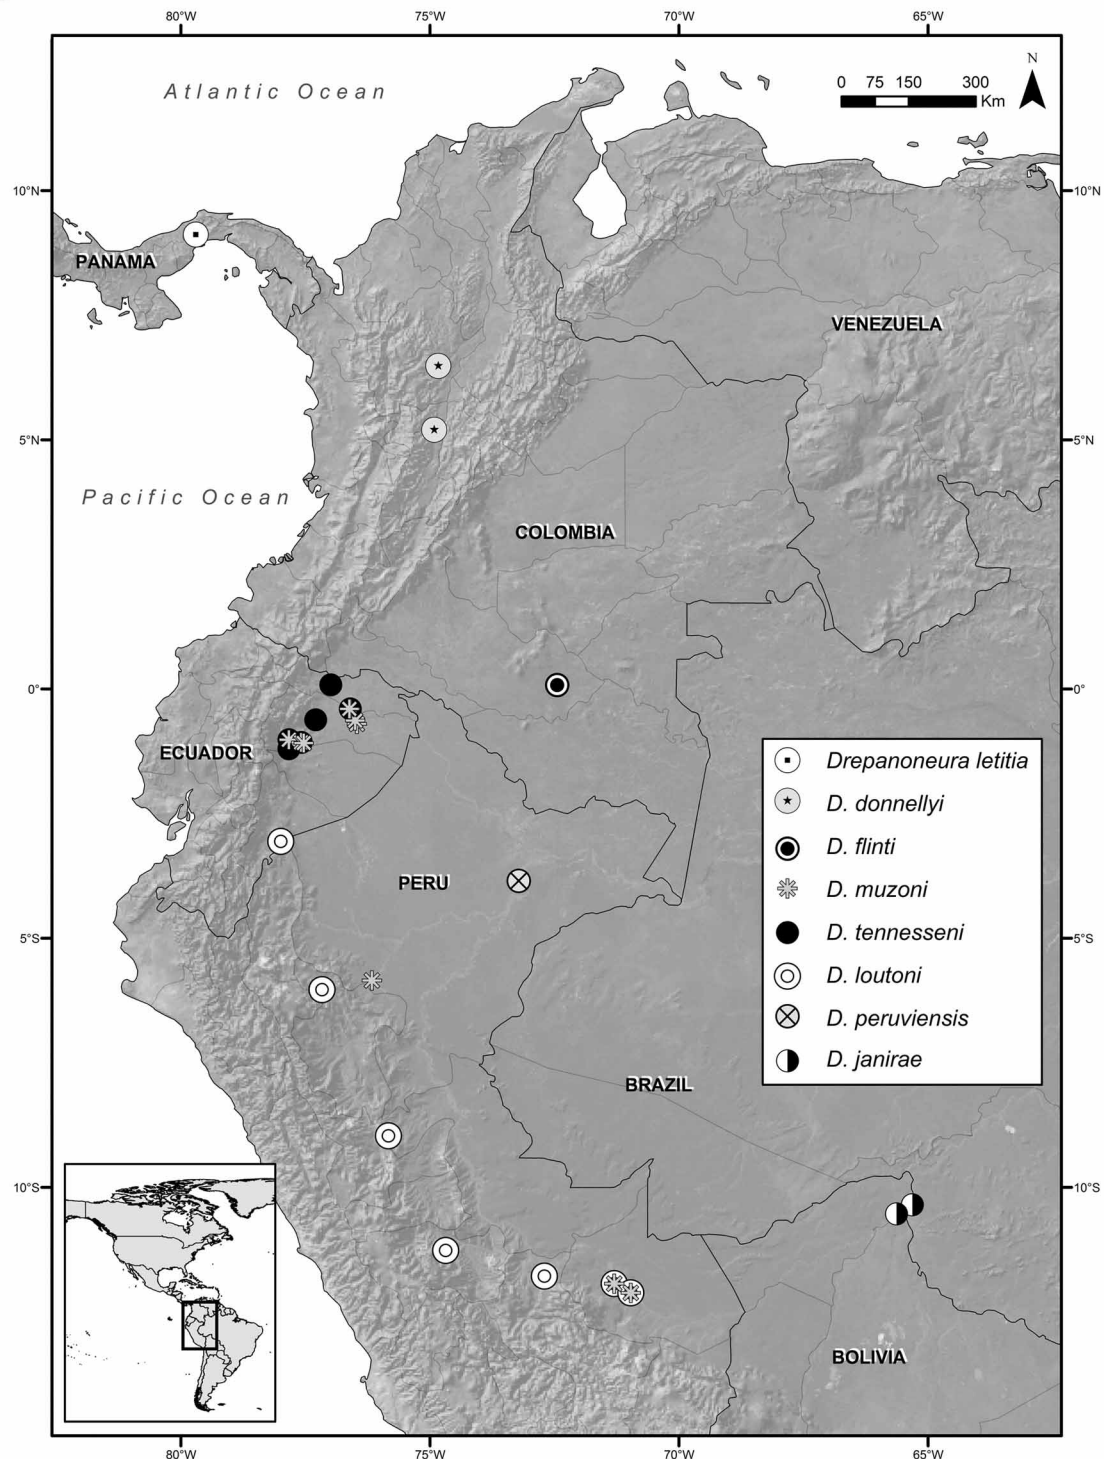 80°W 75°W 70°W 65°W
Atlantic Ocean
N
0 75 150 300
Km
10°N 10°N
PANAMA
VENEZUELA
5°N 5°N
Pacific Ocean
COLOMBIA
0° 0°
ECUADOR
Drepanoneura letitia
D. donnellyi
D. flinti
D. muzoni
D. tennesseni
D. loutoni
D. peruviensis
D. janirae
PERU
5°S 5°S
BRAZIL
10°S 10°S
BOLIVIA
80°W 75°W 70°W 65°W